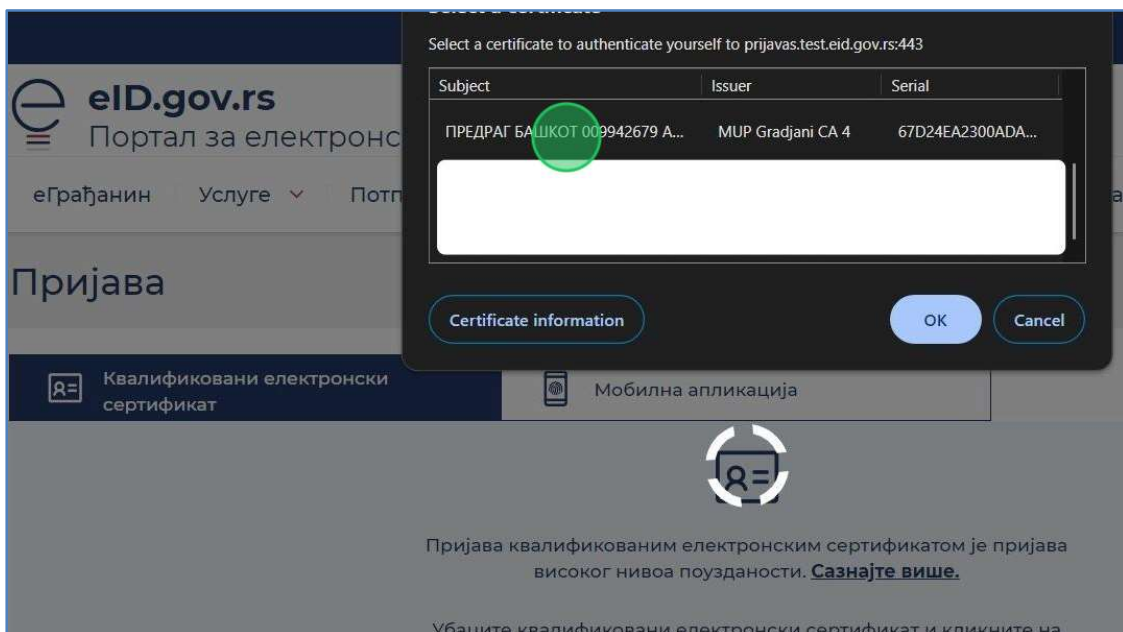 Select a certificate to authenticate yourself to prijavas.test.eid.gov.rs:443
Subject Issuer Serial
ПРЕДРАГ БАШКОТ 009942679 A... MUP Gradjani CA 4 67D24EA2300ADA...
Certificate information OK Cancel
eID.gov.rs
Портал за електронс
еГрађанин Услуге Потп
Пријава
Квалификовани електронски
сертификат
Мобилна апликација
Пријава квалификованим електронским сертификатом је пријава
високог нивоа поузданости. Сазнајте више.
Убаците квалификовани електронски сертификат и кликните на